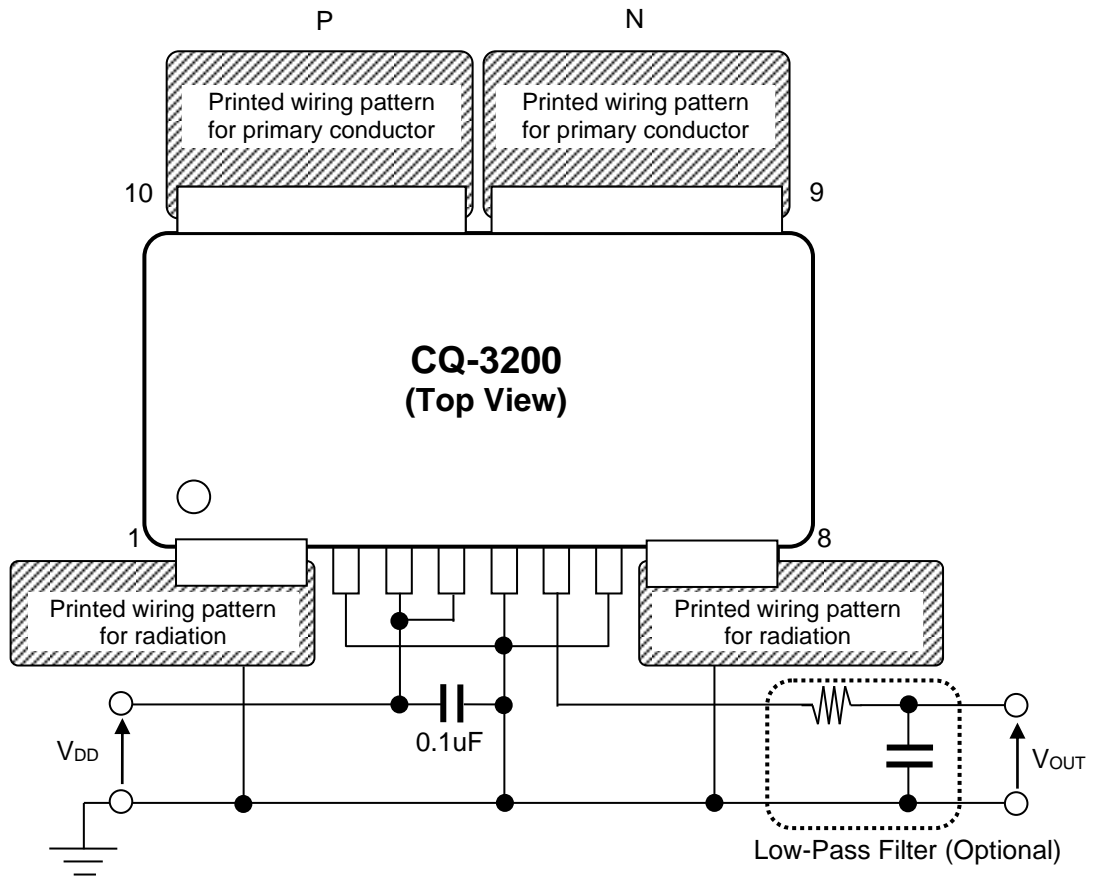 P
N
Printed wiring pattern
for primary conductor
Printed wiring pattern
for primary conductor
10
9
CQ-3200
(Top View)
1
8
Printed wiring pattern
for radiation
Printed wiring pattern
for radiation
0.1uF
VDD
VOUT
Low-Pass Filter (Optional)